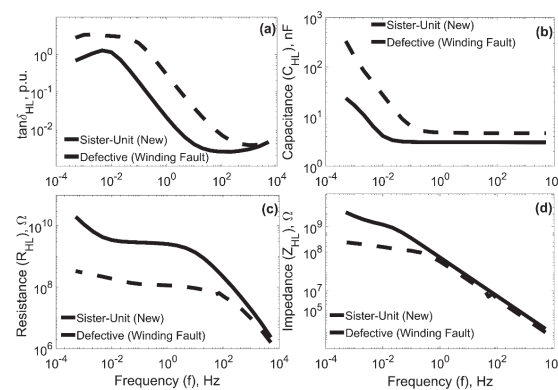 (a)
tanδHL, p.u.
10^0
10^-2
Sister-Unit (New)
Defective (Winding Fault)
10^-4 10^-2 10^0 10^2 10^4
(b)
Capacitance (CHL), nF
10^3
10^2
10^1
10^0
Sister-Unit (New)
Defective (Winding Fault)
10^-4 10^-2 10^0 10^2 10^4
(c)
Resistance (RHL), Ω
10^10
10^8
10^6
Sister-Unit (New)
Defective (Winding Fault)
10^-4 10^-2 10^0 10^2 10^4
Frequency (f), Hz
(d)
Impedance (ZHL), Ω
10^9
10^8
10^6
10^5
Sister-Unit (New)
Defective (Winding Fault)
10^-4 10^-2 10^0 10^2 10^4
Frequency (f), Hz